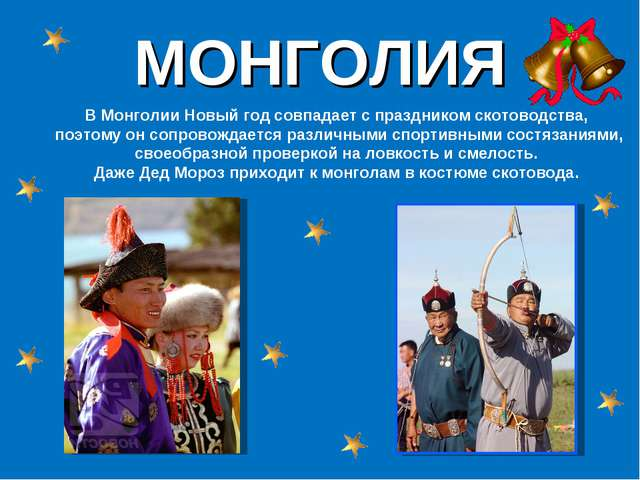 МОНГОЛИЯ
В Монголии Новый год совпадает с праздником скотоводства,
поэтому он сопровождается различными спортивными состязаниями,
своеобразной проверкой на ловкость и смелость.
Даже Дед Мороз приходит к монголам в костюме скотовода.